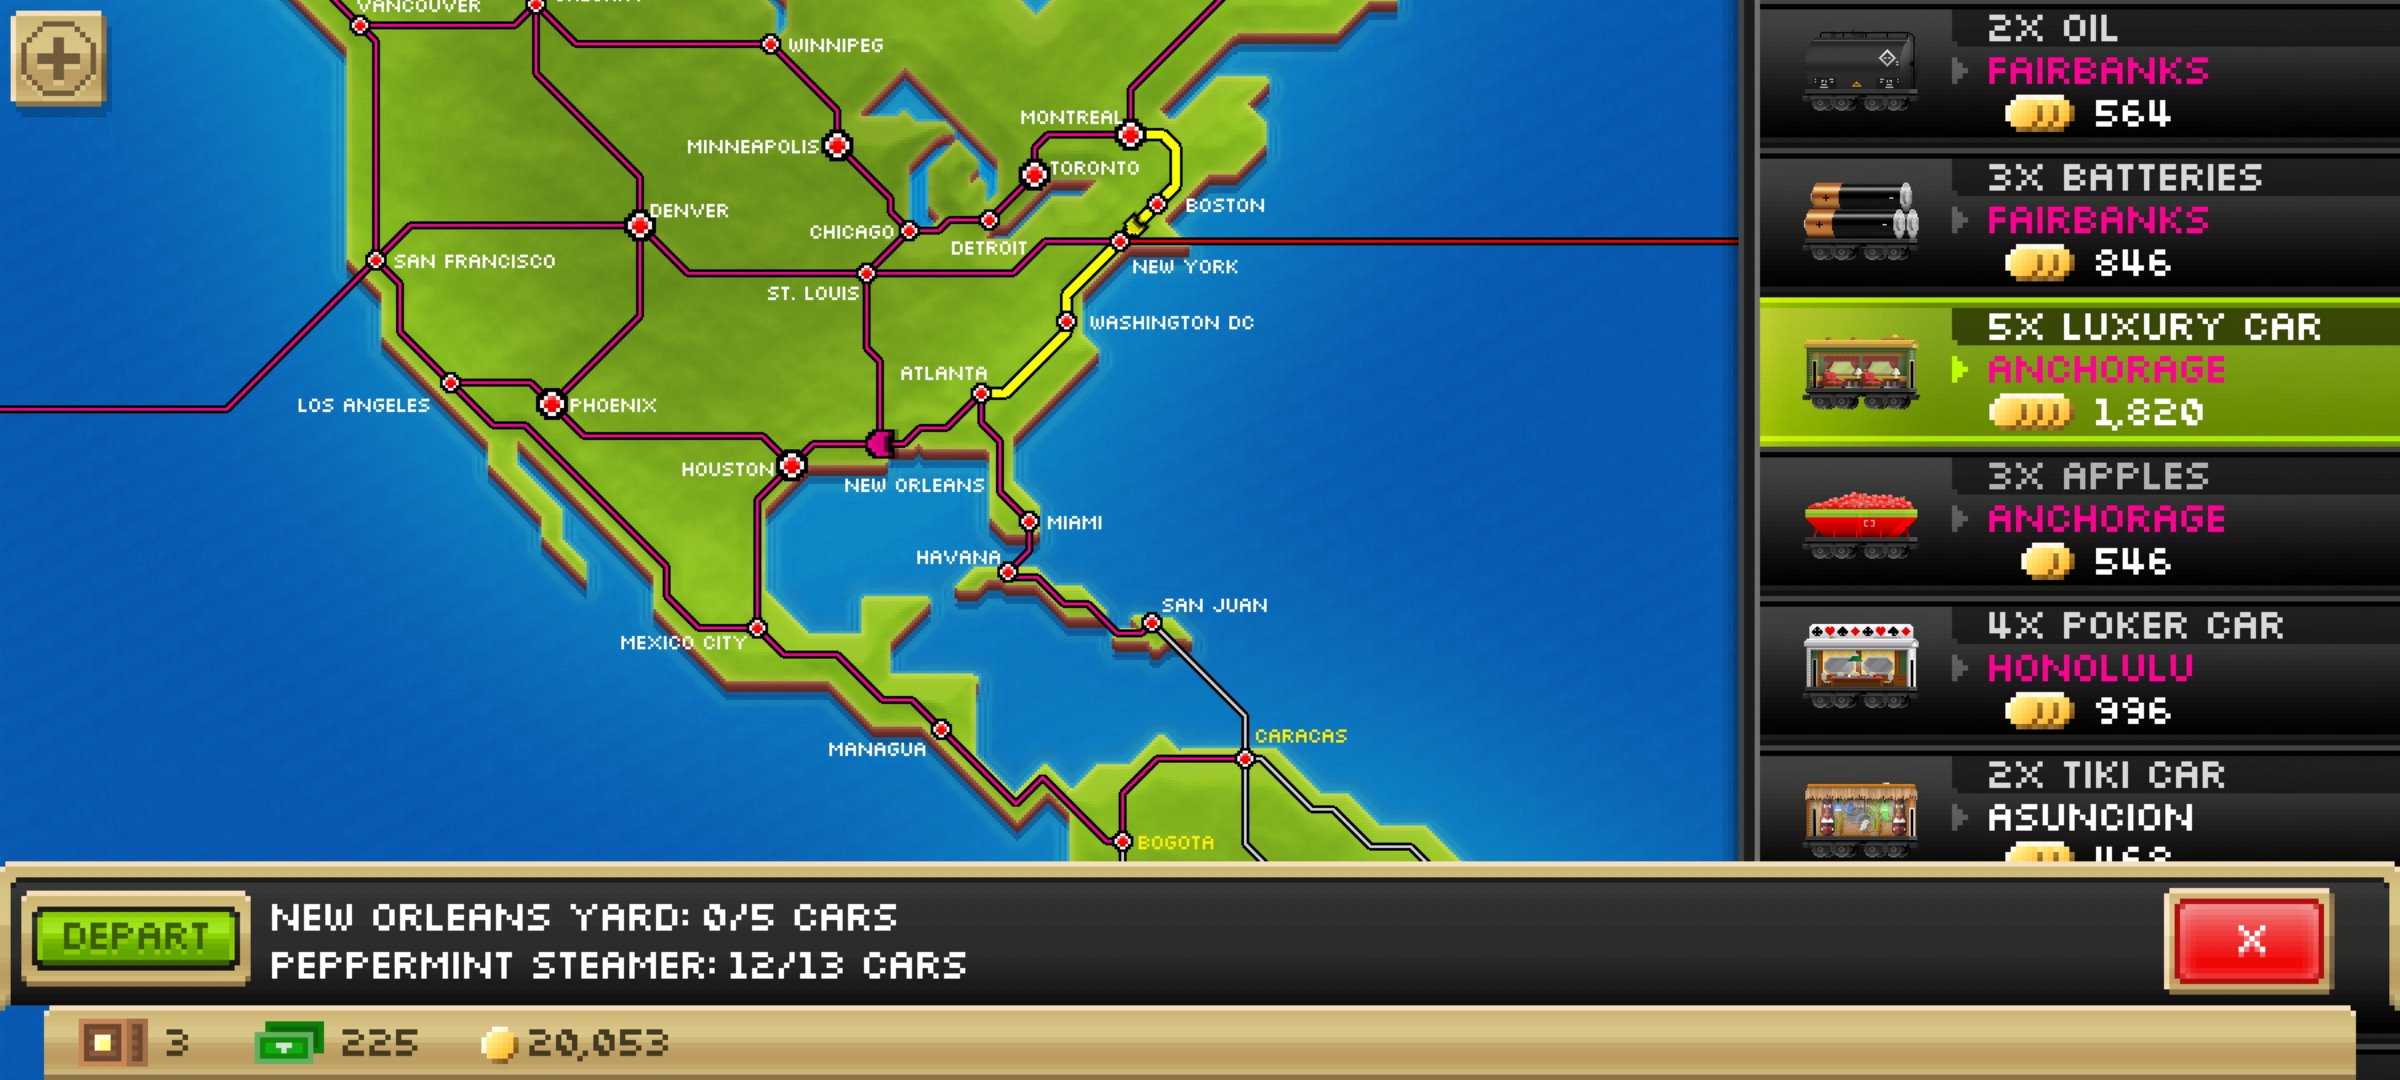 VANCOUVER
WINNIPEG
MONTREAL
MINNEAPOLIS
TORONTO
DENVER
BOSTON
CHICAGO
DETROIT
SAN FRANCISCO
NEW YORK
ST. LOUIS
WASHINGTON DC
ATLANTA
LOS ANGELES
PHOENIX
HOUSTON
NEW ORLEANS
MIAMI
HAVANA
SAN JUAN
MEXICO CITY
CARACAS
MANAGUA
BOGOTA
2X OIL
FAIRBANKS
564
3X BATTERIES
FAIRBANKS
846
5X LUXURY CAR
ANCHORAGE
1,820
3X APPLES
ANCHORAGE
546
4X POKER CAR
HONOLULU
996
2X TIKI CAR
ASUNCION
DEPART
NEW ORLEANS YARD: 0/5 CARS
PEPPERMINT STEAMER: 12/13 CARS
X
3
225
20,053